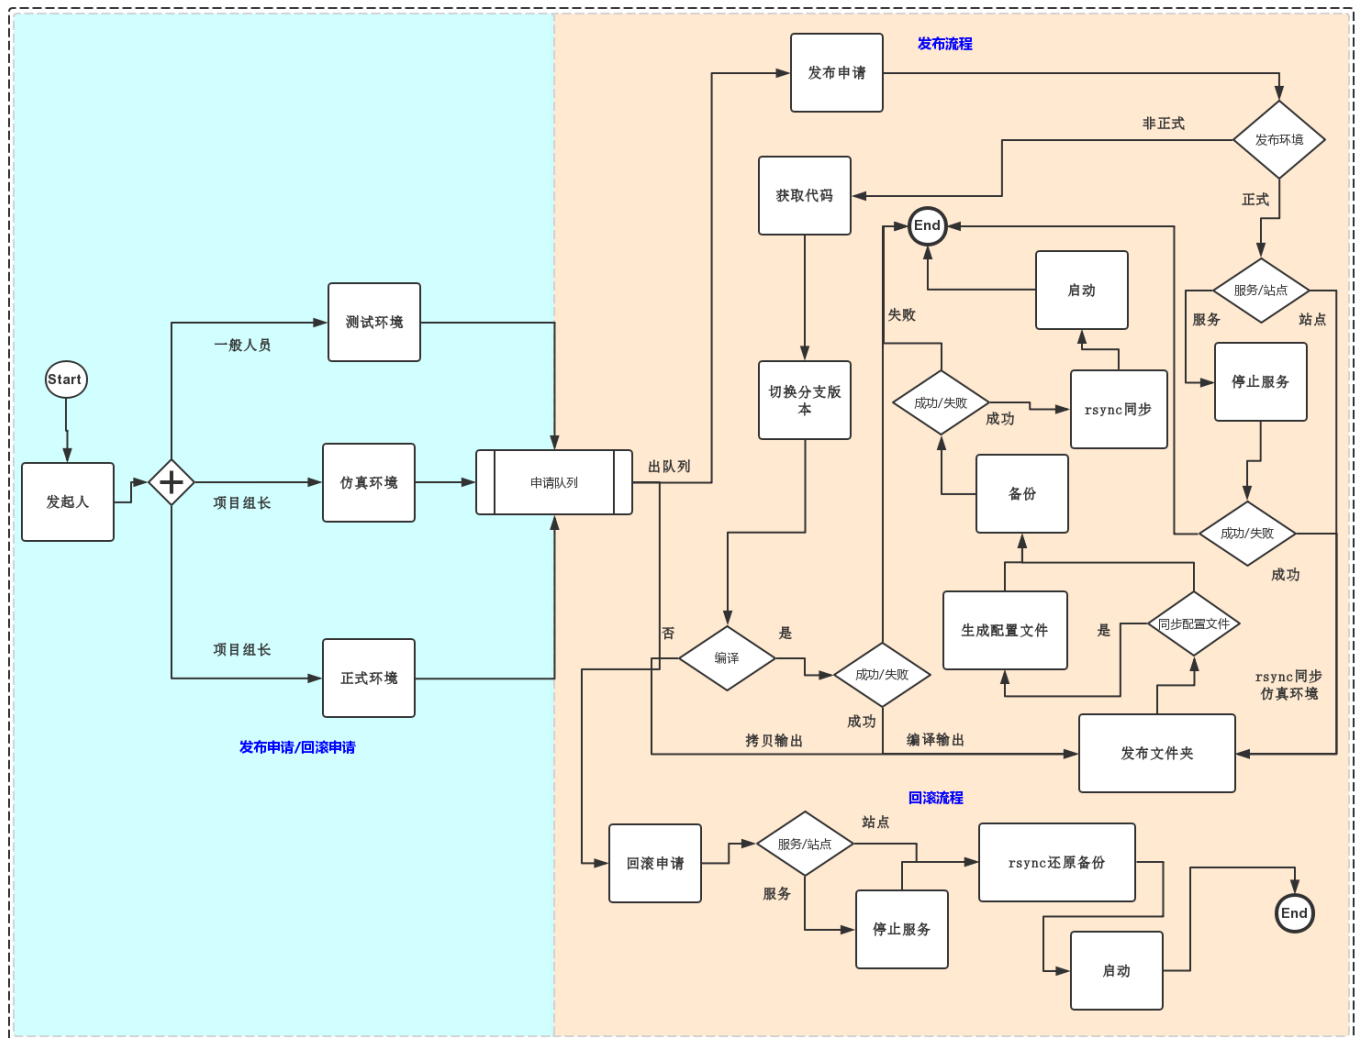 Start
发起人
一般人员
项目组长
项目组长
测试环境
仿真环境
正式环境
发布申请/回滚申请
申请队列
出队列
发布流程
发布申请
发布环境
非正式
正式
获取代码
切换分支版
本
编译
否
是
成功/失败
失败
成功
拷贝输出
编译输出
End
启动
成功/失败
成功
rsync同步
备份
生成配置文件
是
同步配置文件
发布文件夹
服务/站点
服务
站点
停止服务
成功/失败
成功
rsync同步
仿真环境
回滚流程
回滚申请
服务/站点
站点
服务
停止服务
rsync还原备份
启动
End